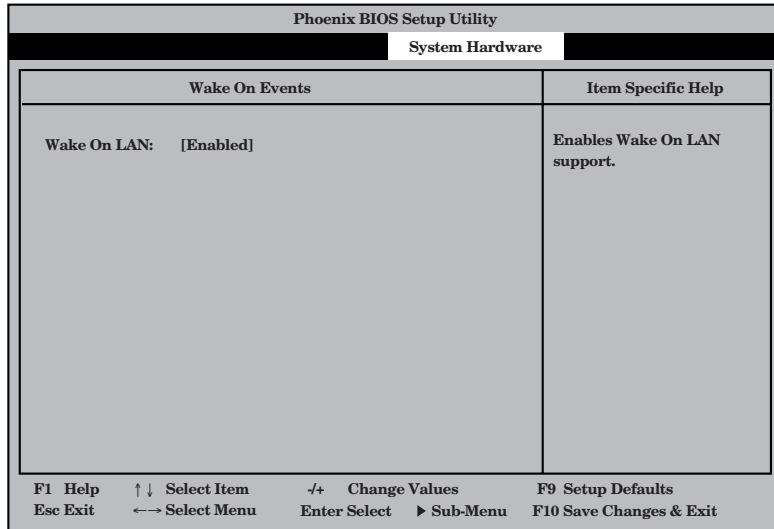 Phoenix BIOS Setup Utility
System Hardware
Wake On Events
Item Specific Help
Wake On LAN: [Enabled]
Enables Wake On LAN
support.
F1 Help ↑↓ Select Item -/+ Change Values F9 Setup Defaults
Esc Exit ←→ Select Menu Enter Select ▶ Sub-Menu F10 Save Changes & Exit